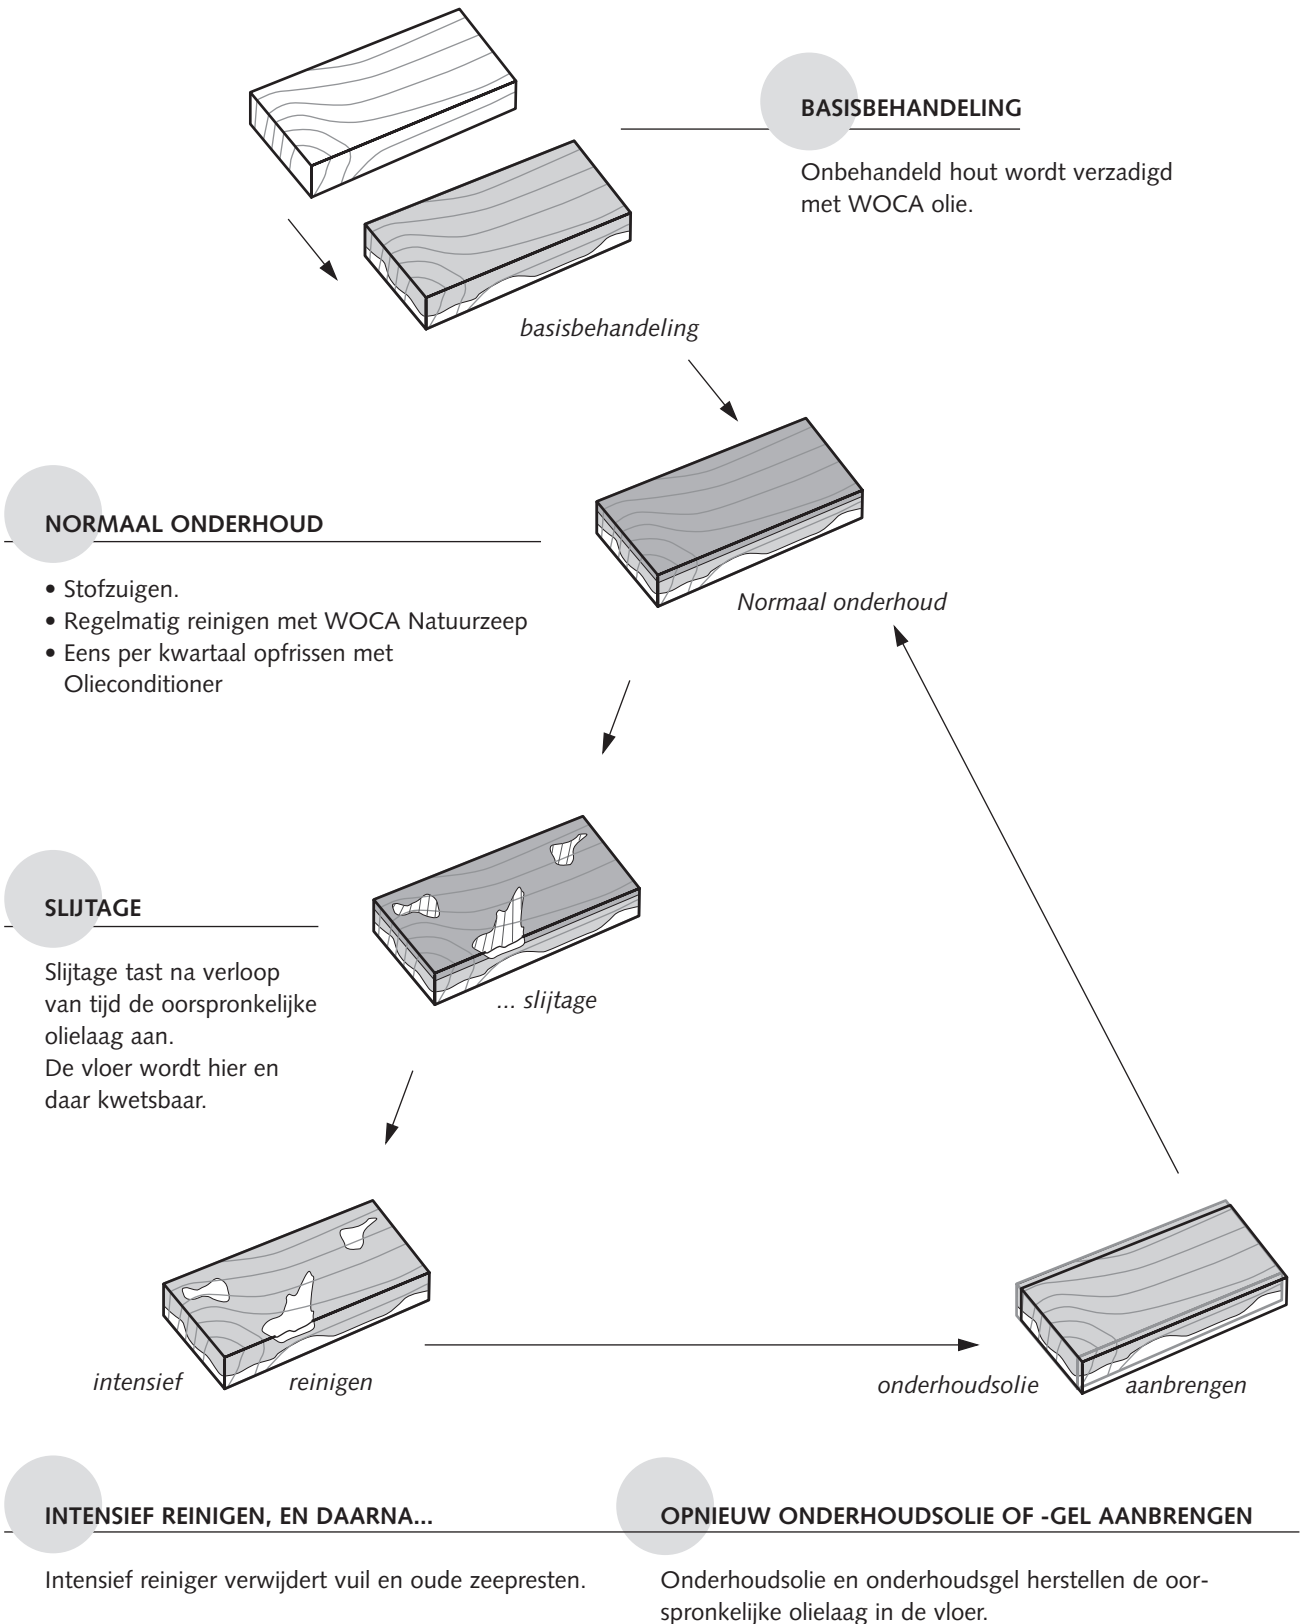 BASISBEHANDELING
Onbehandeld hout wordt verzadigd
met WOCA olie.
basisbehandeling
NORMAAL ONDERHOUD
• Stofzuigen.
• Regelmatig reinigen met WOCA Natuurzeep
• Eens per kwartaal opfrissen met
Olieconditioner
Normaal onderhoud
SLIJTAGE
Slijtage tast na verloop
van tijd de oorspronkelijke
olielaag aan.
De vloer wordt hier en
daar kwetsbaar.
... slijtage
intensief reinigen
onderhoudsolie aanbrengen
INTENSIEF REINIGEN, EN DAARNA...
Intensief reiniger verwijdert vuil en oude zeepresten.
OPNIEUW ONDERHOUDSOLIE OF -GEL AANBRENGEN
Onderhoudsolie en onderhoudsgel herstellen de oor-
spronkelijke olielaag in de vloer.